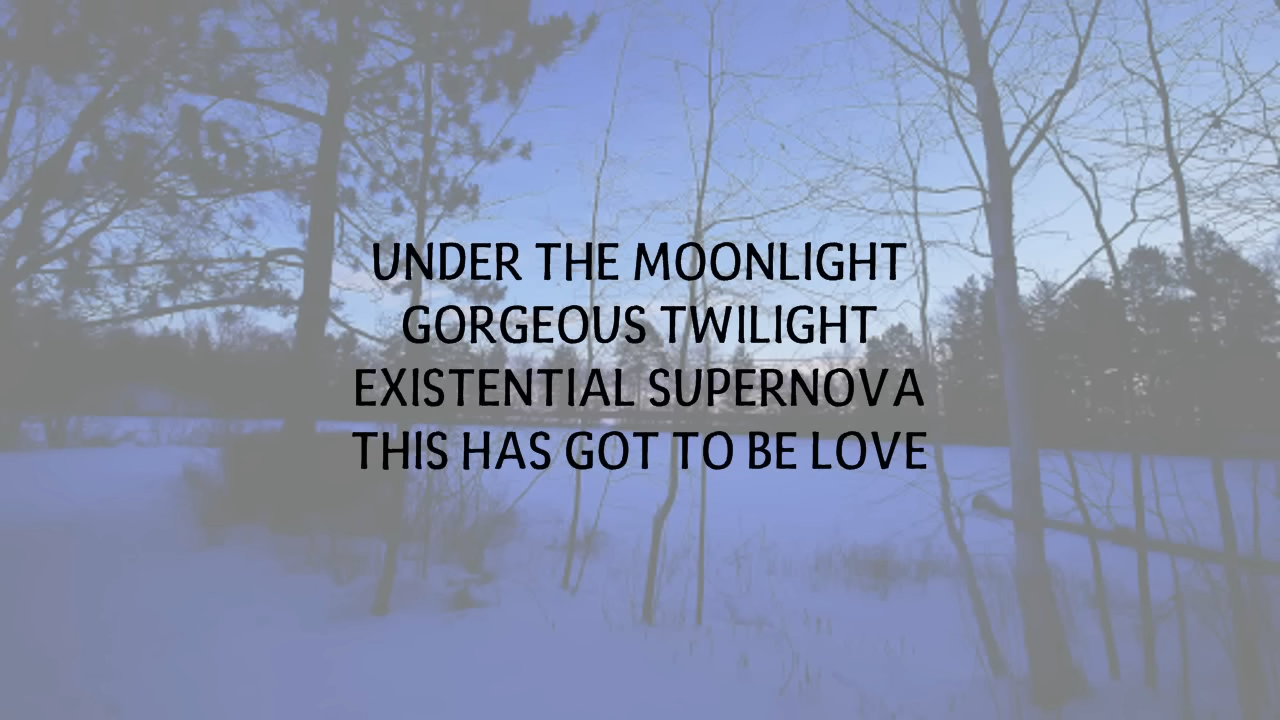 UNDER THE MOONLIGHT
GORGEOUS TWILIGHT
EXISTENTIAL SUPERNOVA
THIS HAS GOT TO BE LOVE